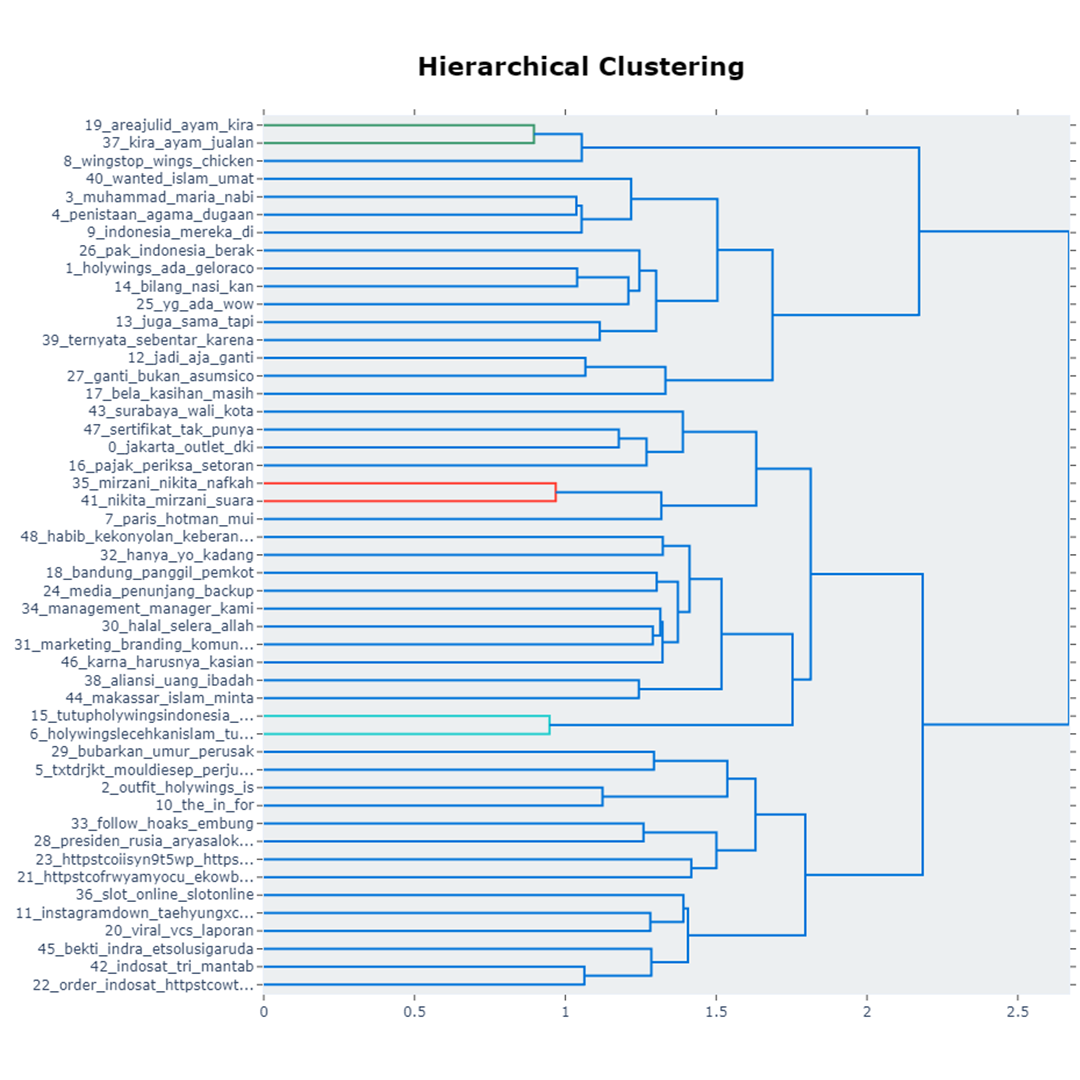 Hierarchical Clustering
19_areajulid_ayam_kira
37_kira_ayam_jualan
8_wingstop_wings_chicken
40_wanted_islam_umat
3_muhammad_maria_nabi
4_penistaan_agama_dugaan
9_indonesia_mereka_di
26_pak_indonesia_berak
1_holywings_ada_geloraco
14_bilang_nasi_kan
25_yg_ada_wow
13_juga_sama_tapi
39_ternyata_sebentar_karena
12_jadi_aja_ganti
27_ganti_bukan_asumsico
17_bela_kasihan_masih
43_surabaya_wali_kota
47_sertifikat_tak_punya
0_jakarta_outlet_dki
16_pajak_periksa_setoran
35_mirzani_nikita_nafkah
41_nikita_mirzani_suara
7_paris_hotman_mui
48_habib_kekonyolan_keberan...
32_hanya_yo_kadang
18_bandung_panggil_pemkot
24_media_penunjang_backup
34_management_manager_kami
30_halal_selera_allah
31_marketing_branding_komun...
46_karna_harusnya_kasian
38_aliansi_uang_ibadah
44_makassar_islam_minta
15_tutupholywingsindonesia_...
6_holywingslecehkanislam_tu...
29_bubarkan_umur_perusak
5_txtdrjkt_mouldiesep_perju...
2_outfit_holywings_is
10_the_in_for
33_follow_hoaks_embung
28_presiden_rusia_aryasalok...
23_httpstcoiisyn9t5wp_https...
21_httpstcofrwyamyocu_ekowb...
36_slot_online_slotonline
11_instagramdown_taehyungxc...
20_viral_vcs_laporan
45_bekti_indra_etsolusigaruda
42_indosat_tri_mantab
22_order_indosat_httpstcowt...
0 0.5 1 1.5 2 2.5